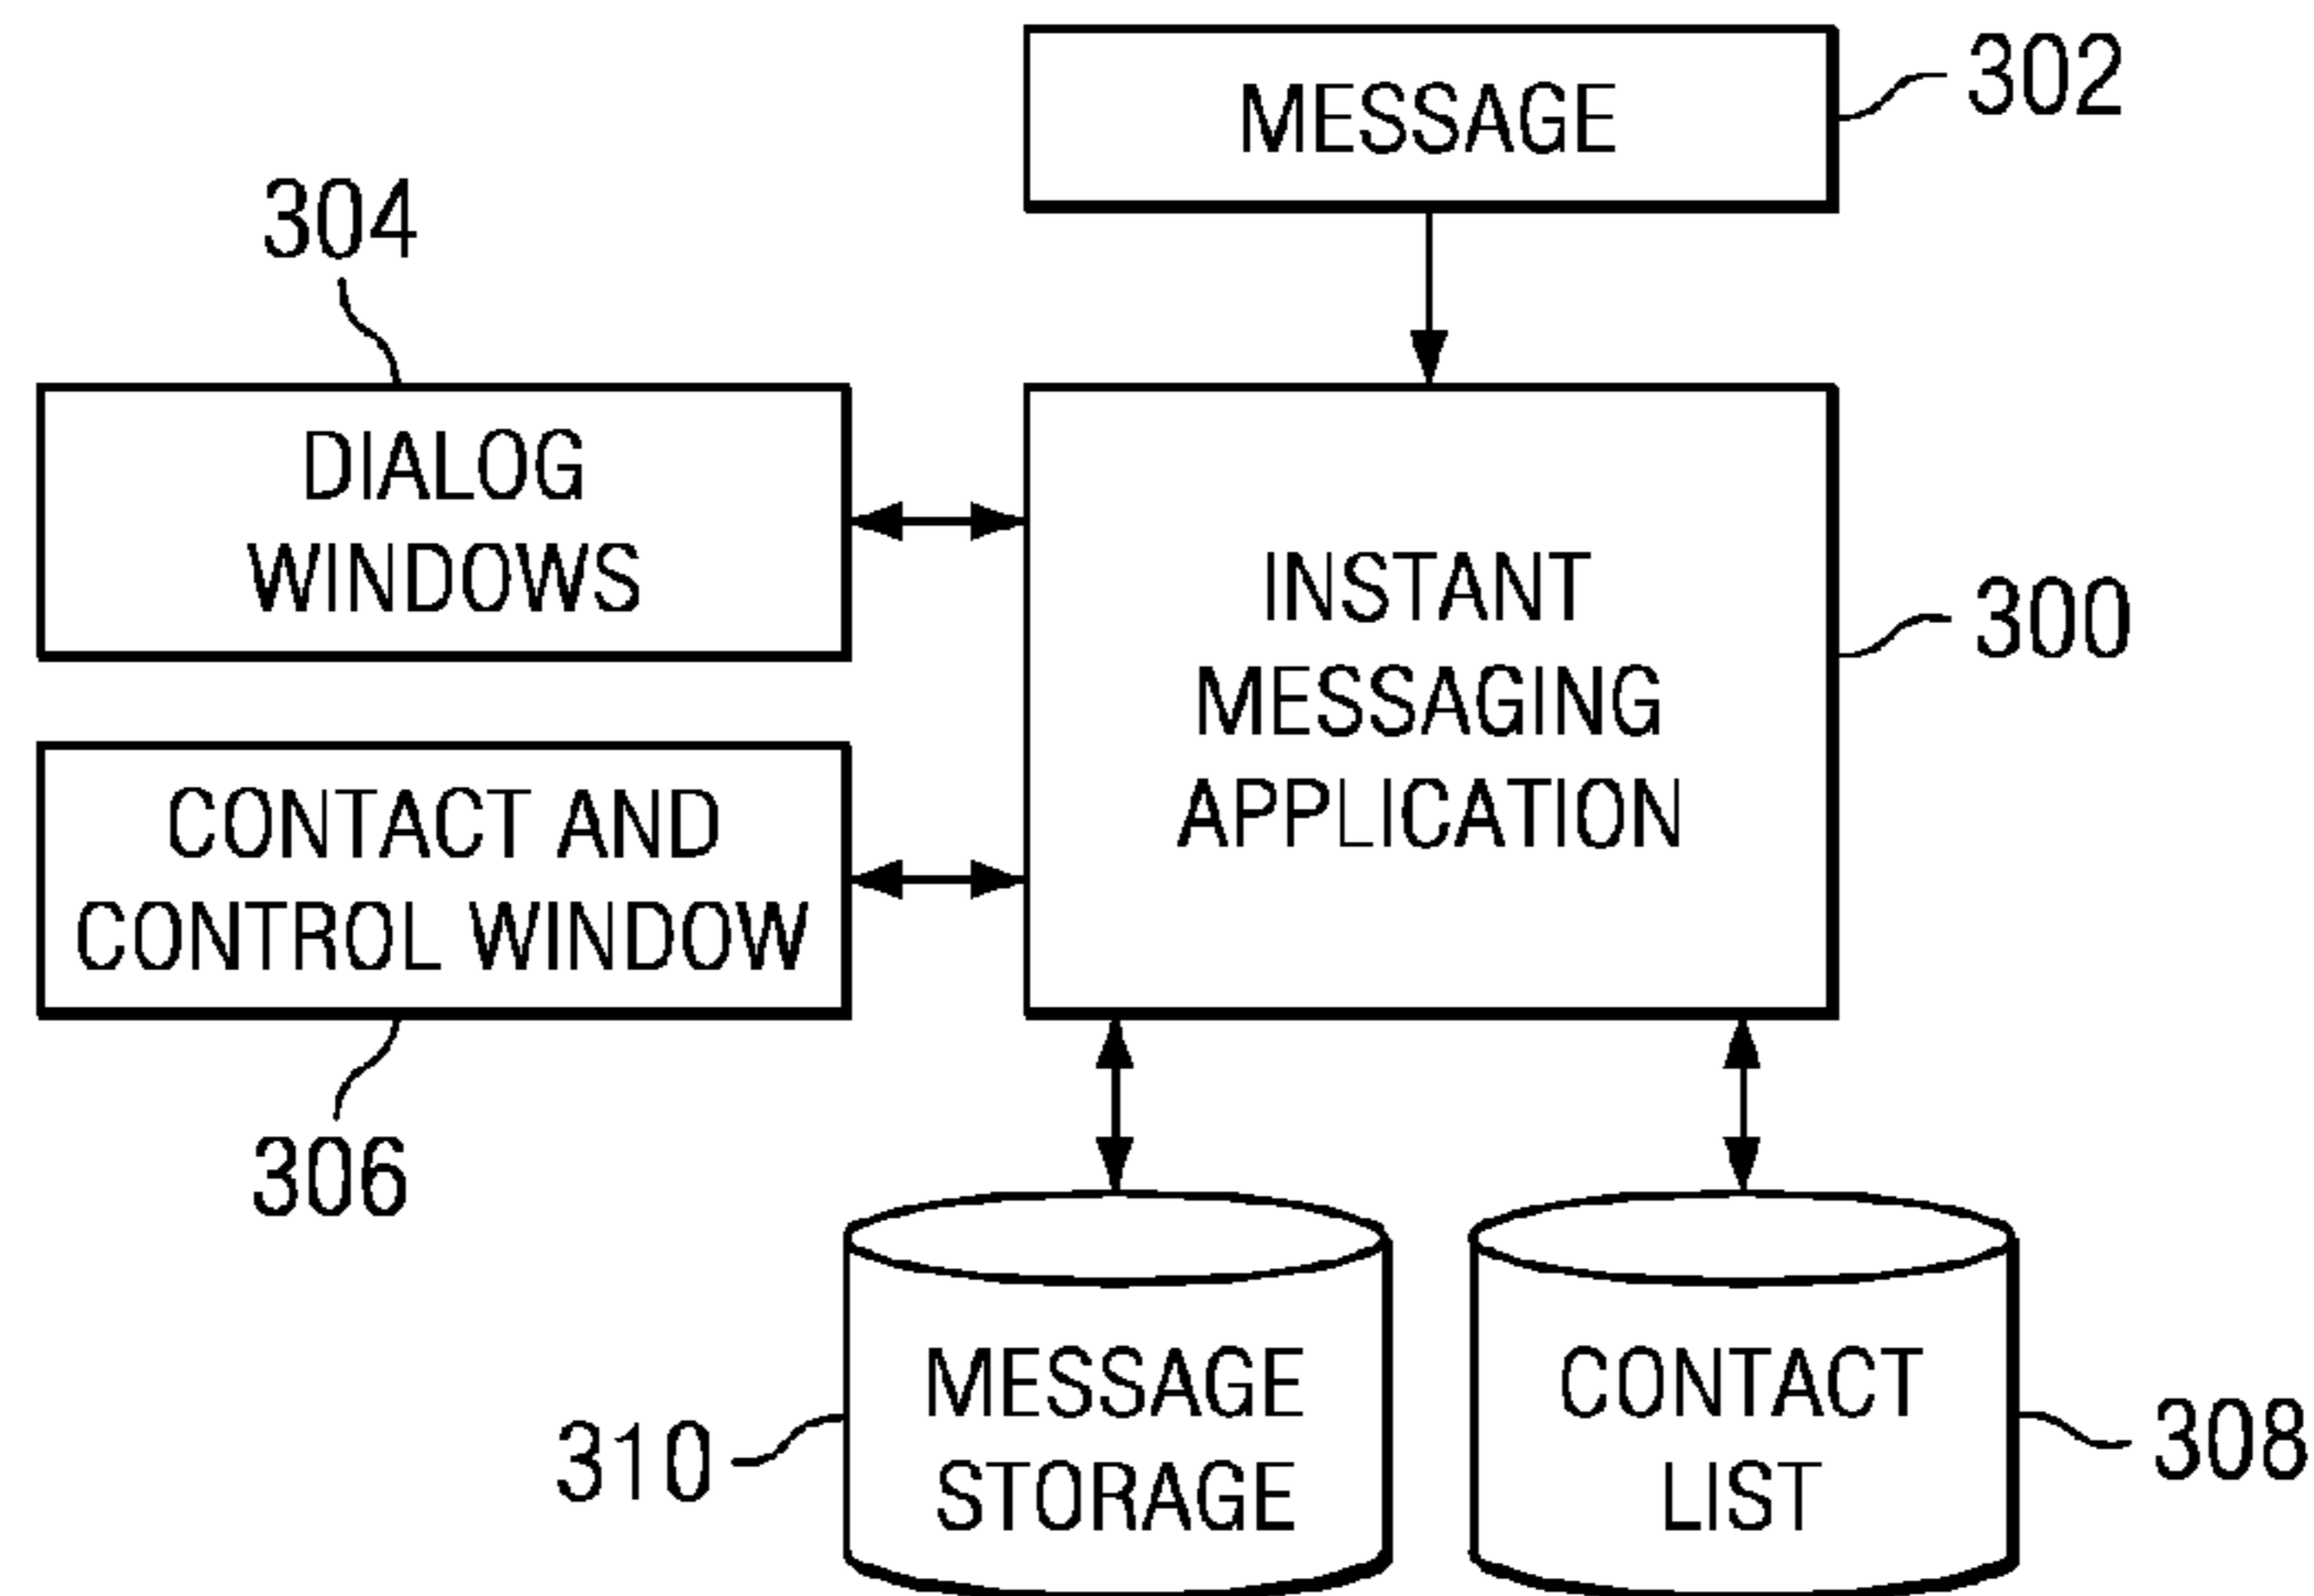 MESSAGE
302
304
DIALOG
WINDOWS
INSTANT
MESSAGING
APPLICATION
300
CONTACT AND
CONTROL WINDOW
306
310
MESSAGE
STORAGE
CONTACT
LIST
308